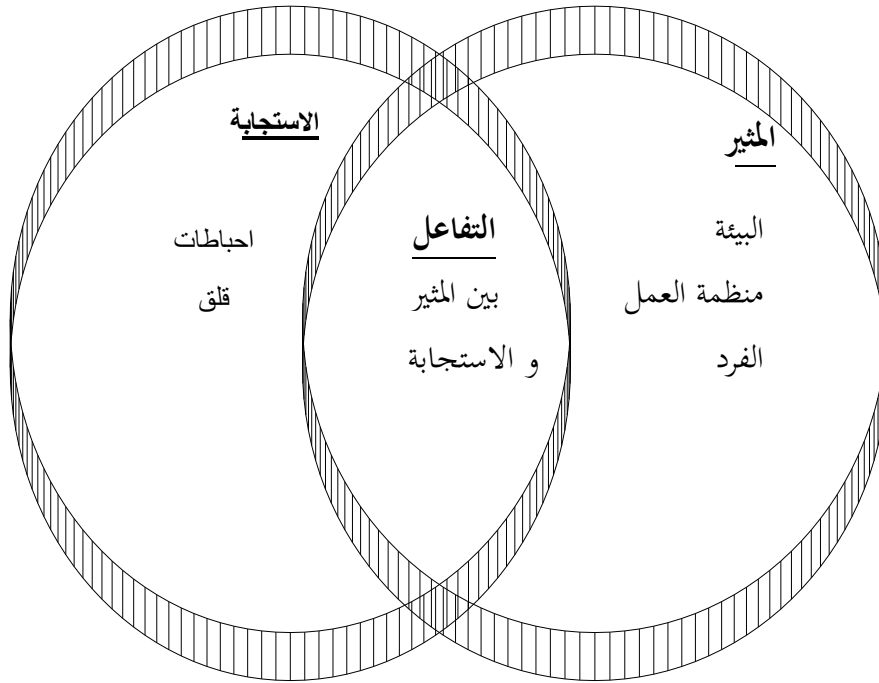 المثير
البيئة
منظمة العمل
الفرد
التفاعل
بين المثير
و الاستجابة
الاستجابة
احباطات
قلق